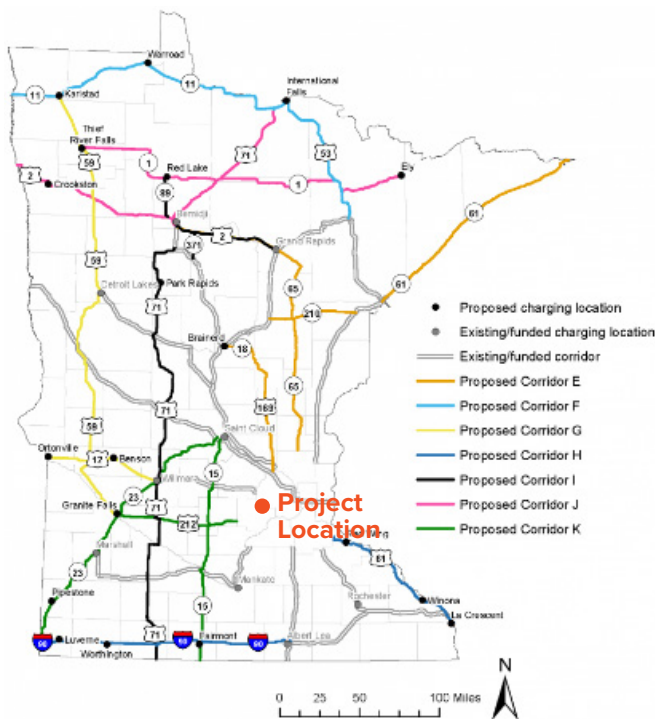 Warroad
11
11
International
Falls
Karlstad
Thief
River Falls
59
1
Red Lake
71
53
Ely
2
Crookston
89
1
61
Bemidji
371
2
Grand Rapids
59
Detroit Lakes
71
Park Rapids
65
61
210
Brainerd
18
65
71
169
59
Saint Cloud
Ortonville
12
Benson
15
Willmar
23
Granite Falls
71
212
Project
Location
Marshall
23
61
Mankato
Pipestone
15
Rochester
Winona
La Crescent
71
90
Luverne
Worthington
90
Fairmont
90
Albert Lea
Proposed charging location
Existing/funded charging location
Existing/funded corridor
Proposed Corridor E
Proposed Corridor F
Proposed Corridor G
Proposed Corridor H
Proposed Corridor I
Proposed Corridor J
Proposed Corridor K
N
0 25 50 100 Miles